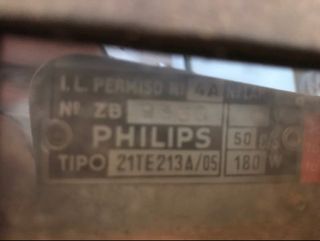 I.L. PERMISO Nº 4A
Nº ZB
PHILIPS 50
TIPO 21TE213A/05 180 W